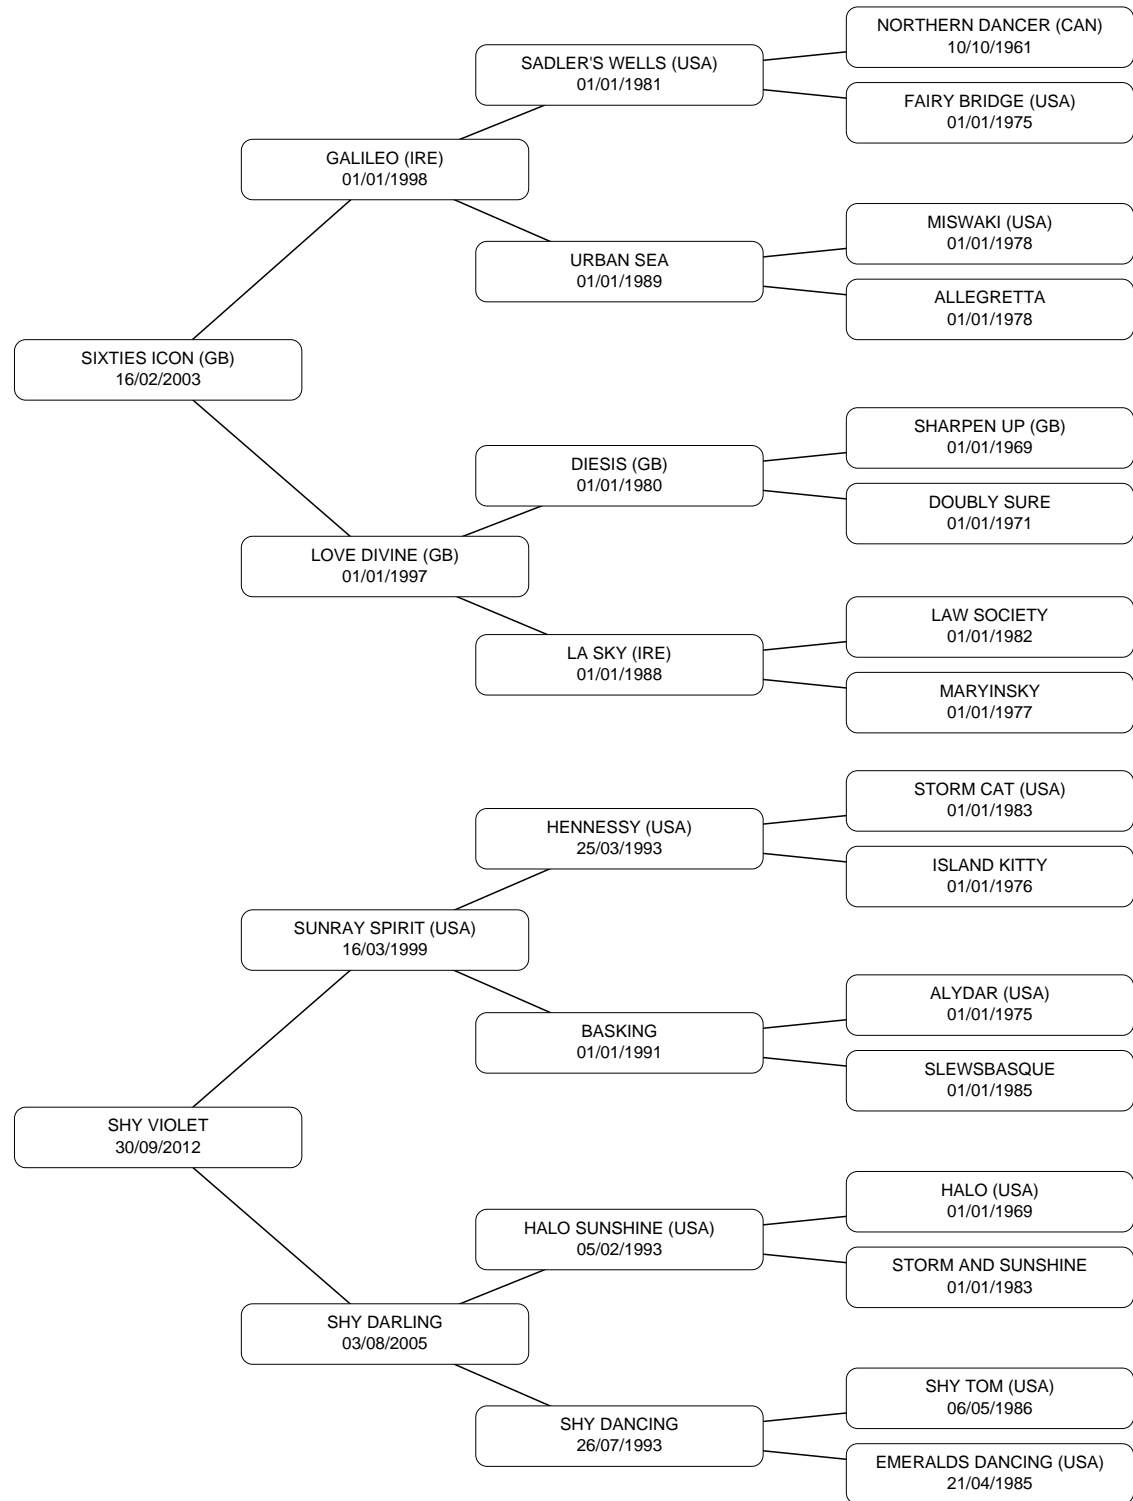 NORTHERN DANCER (CAN)
10/10/1961
SADLER'S WELLS (USA)
01/01/1981
FAIRY BRIDGE (USA)
01/01/1975
GALILEO (IRE)
01/01/1998
MISWAKI (USA)
01/01/1978
URBAN SEA
01/01/1989
ALLEGRETTA
01/01/1978
SIXTIES ICON (GB)
16/02/2003
SHARPEN UP (GB)
01/01/1969
DIESIS (GB)
01/01/1980
DOUBLY SURE
01/01/1971
LOVE DIVINE (GB)
01/01/1997
LAW SOCIETY
01/01/1982
LA SKY (IRE)
01/01/1988
MARYINSKY
01/01/1977
STORM CAT (USA)
01/01/1983
HENNESSY (USA)
25/03/1993
ISLAND KITTY
01/01/1976
SUNRAY SPIRIT (USA)
16/03/1999
ALYDAR (USA)
01/01/1975
BASKING
01/01/1991
SLEWSBASQUE
01/01/1985
SHY VIOLET
30/09/2012
HALO (USA)
01/01/1969
HALO SUNSHINE (USA)
05/02/1993
STORM AND SUNSHINE
01/01/1983
SHY DARLING
03/08/2005
SHY TOM (USA)
06/05/1986
SHY DANCING
26/07/1993
EMERALDS DANCING (USA)
21/04/1985